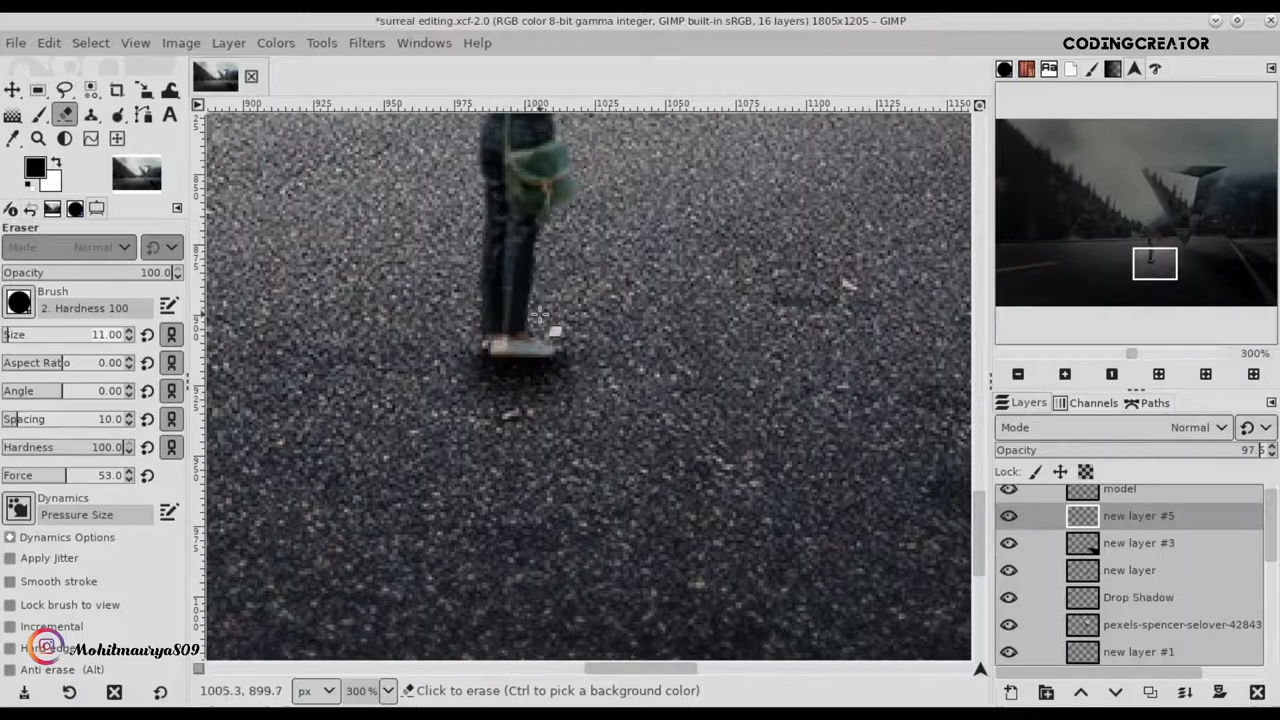 *surreal editing.xcf-2.0 (RGB color 8-bit gamma integer, GIMP built-in sRGB, 16 layers) 1805x1205 – GIMP
File Edit Select View Image Layer Colors Tools Filters Windows Help
CODINGCREATOR
900 925 950 975 1000 1025 1050 1075 1100 1125 1150
Eraser
Mode Normal
Opacity 100.0
Brush
2. Hardness 100
Size 11.00
Aspect Ratio 0.00
Angle 0.00
Spacing 10.0
Hardness 100.0
Force 53.0
Dynamics
Pressure Size
Dynamics Options
Apply Jitter
Smooth stroke
Lock brush to view
Incremental
Hard edge
Anti erase (Alt)
.Mohitmaurya809
1005.3, 899.7 px 300 % Click to erase (Ctrl to pick a background color)
300%
Layers Channels Paths
Mode Normal
Opacity 97.5
Lock:
model
new layer #5
new layer #3
new layer
Drop Shadow
pexels-spencer-selover-42843
new layer #1